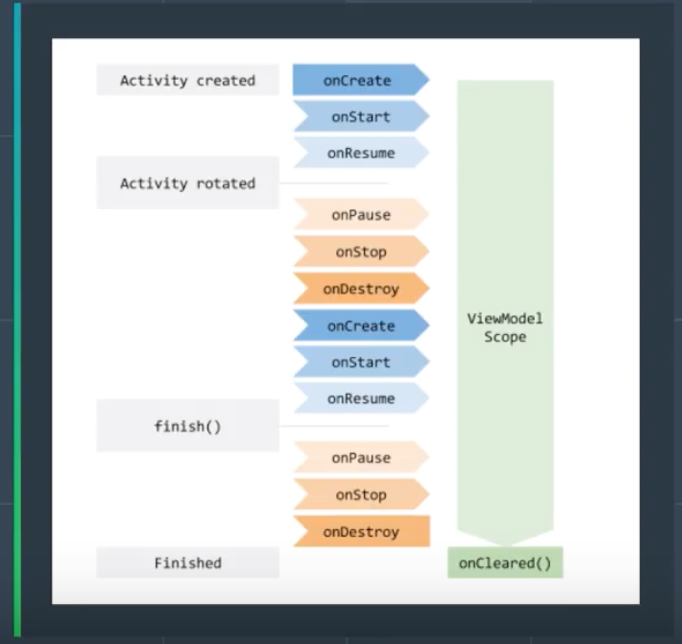 Activity created
onCreate
onStart
onResume
Activity rotated
onPause
onStop
onDestroy
onCreate
ViewModel
Scope
onStart
onResume
finish()
onPause
onStop
onDestroy
Finished
onCleared()